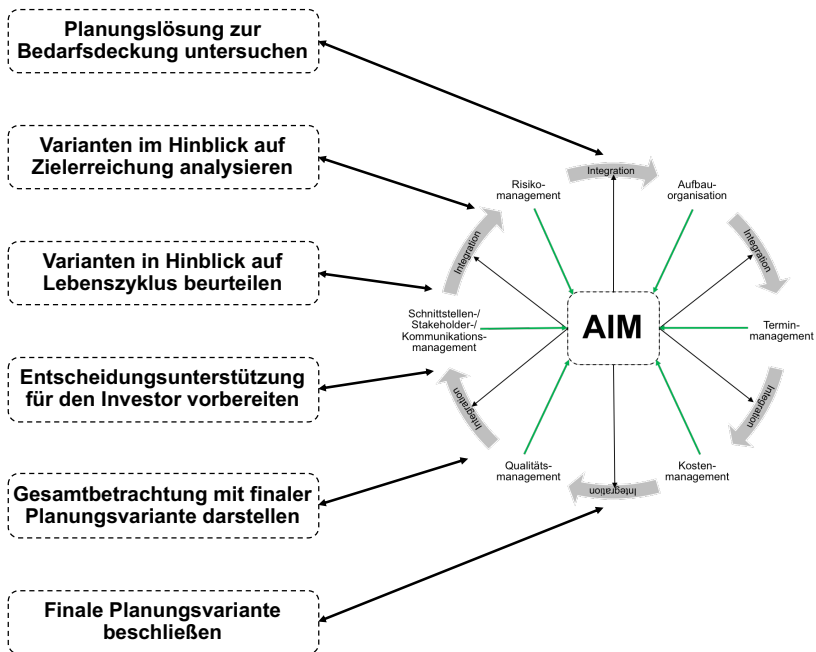 Planungslösung zur
Bedarfsdeckung untersuchen
Varianten im Hinblick auf
Zielerreichung analysieren
Varianten in Hinblick auf
Lebenszyklus beurteilen
Entscheidungsunterstützung
für den Investor vorbereiten
Gesamtbetrachtung mit finaler
Planungsvariante darstellen
Finale Planungsvariante
beschließen
Integration
Risiko-
management
Aufbau-
organisation
Integration
Integration
Schnittstellen-/
Stakeholder-/
Kommunikations-
management
AIM
Termin-
management
Integration
Integration
Qualitäts-
management
Kosten-
management
Integration